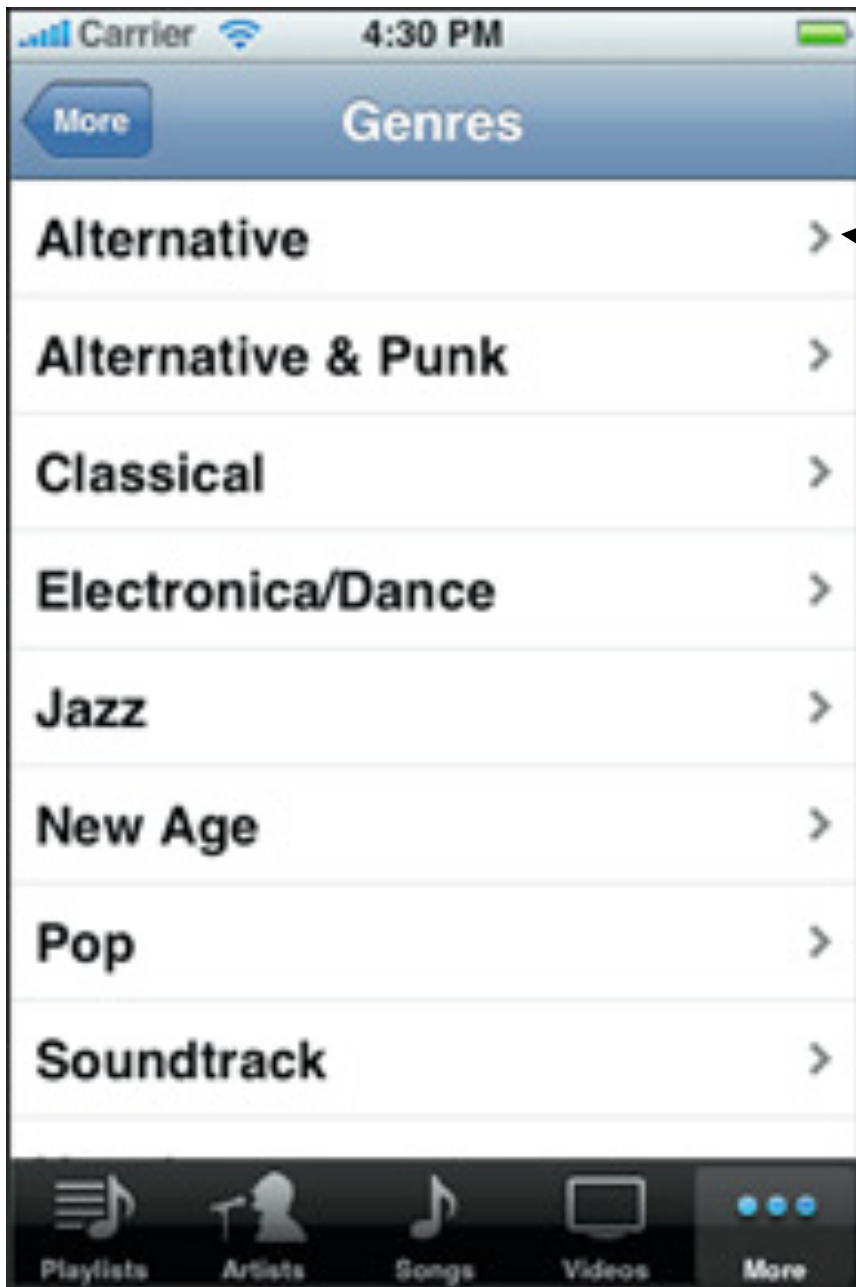 Carrier 4:30 PM
More Genres
Alternative
Alternative & Punk
Classical
Electronica/Dance
Jazz
New Age
Pop
Soundtrack
Playlists Artists Songs Videos More